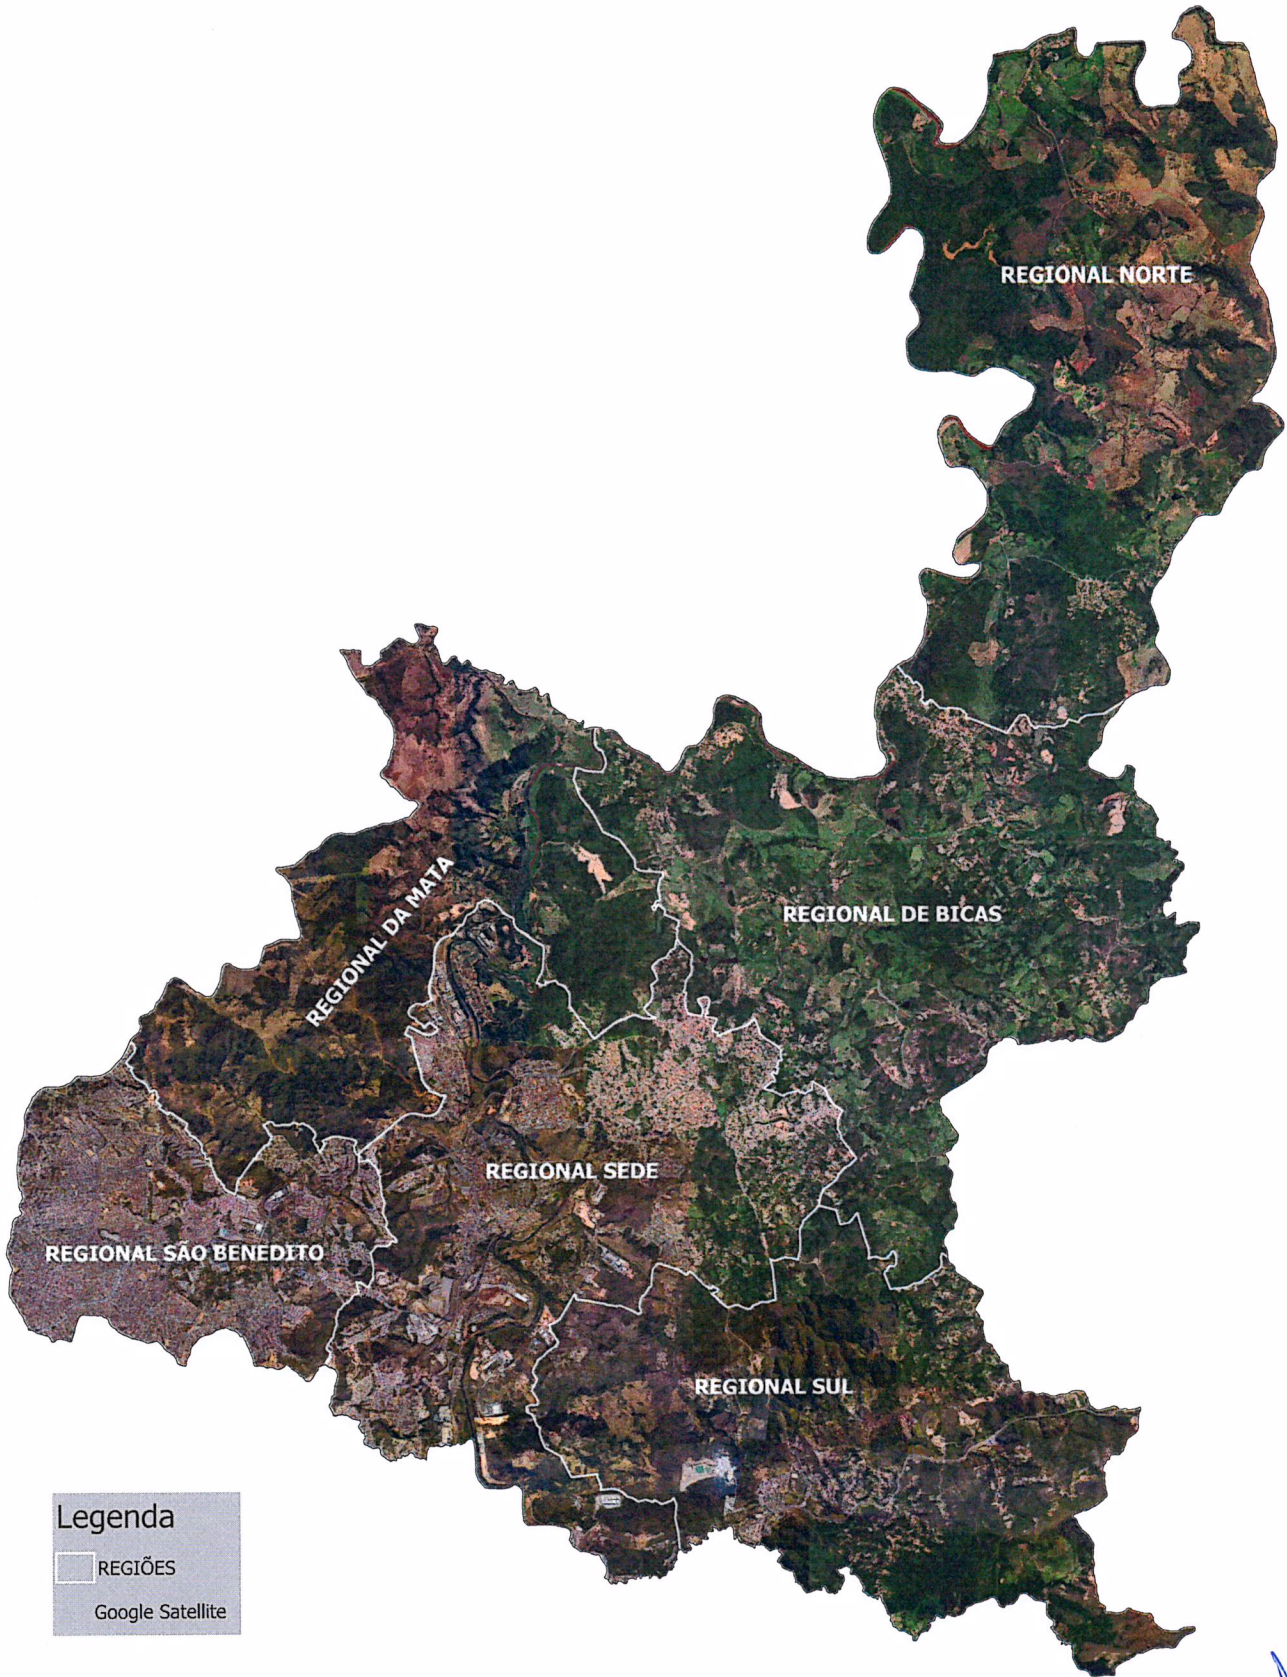 REGIONAL NORTE
REGIONAL DA MATA
REGIONAL DE BICAS
REGIONAL SEDE
REGIONAL SÃO BENEDITO
REGIONAL SUL
Legenda
REGIÕES
Google Satellite